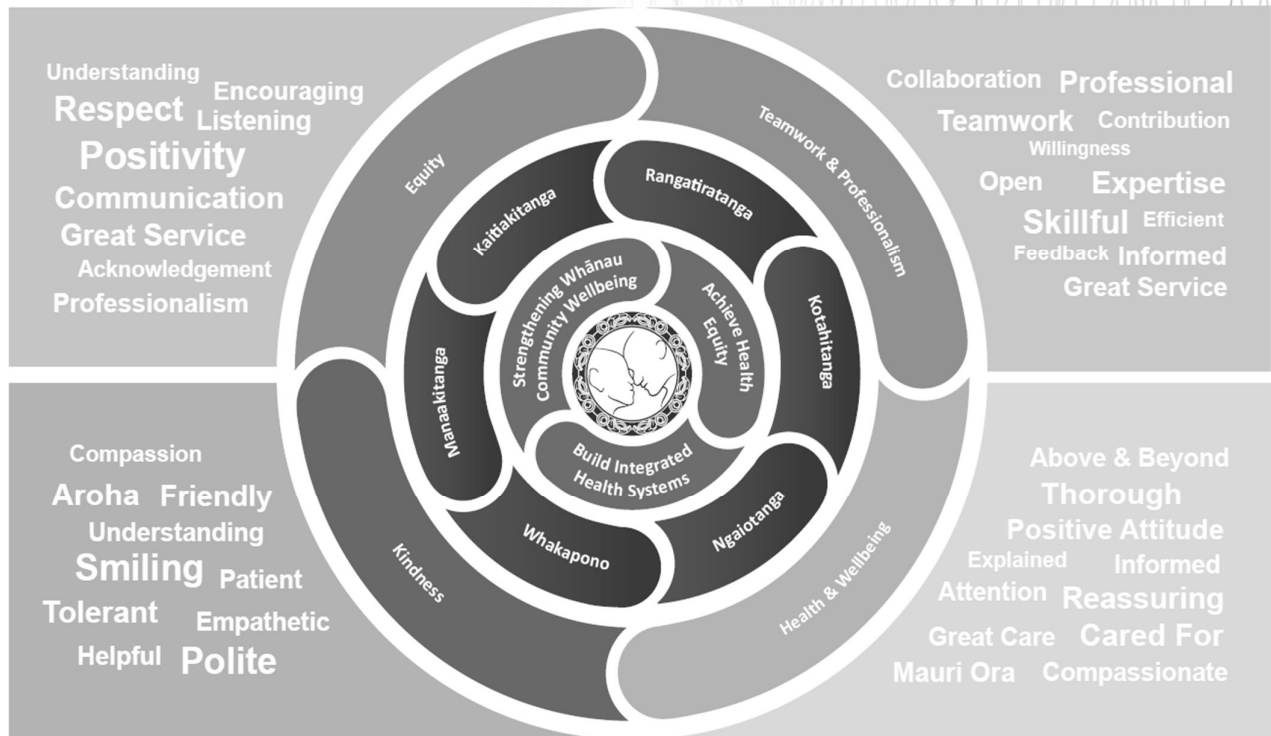 Understanding
Encouraging
Respect
Listening
Positivity
Communication
Great Service
Acknowledgement
Professionalism
Collaboration
Professional
Teamwork
Contribution
Willingness
Open
Expertise
Skillful
Efficient
Feedback
Informed
Great Service
Equity
Teamwork & Professionalism
Kaitiakitanga
Rangatiratanga
Manaakitanga
Kotahitanga
Strengthening Whānau
Community Wellbeing
Achieve Health
Equity
Build Integrated
Health Systems
Whakapono
Ngaiotanga
Kindness
Health & Wellbeing
Compassion
Aroha
Friendly
Understanding
Smiling
Patient
Tolerant
Empathetic
Helpful
Polite
Above & Beyond
Thorough
Positive Attitude
Explained
Informed
Attention
Reassuring
Great Care
Cared For
Mauri Ora
Compassionate